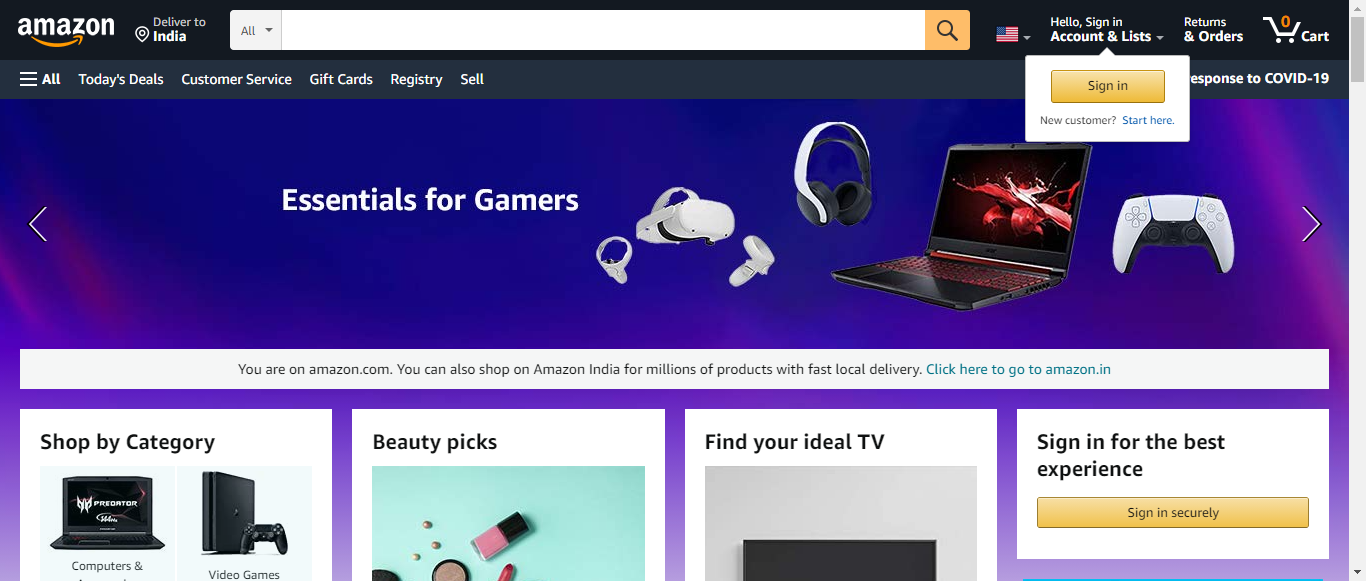 amazon
Deliver to
India
All
Hello, Sign in
Account & Lists
Returns
& Orders
0
Cart
All
Today's Deals
Customer Service
Gift Cards
Registry
Sell
response to COVID-19
Sign in
New customer? Start here.
Essentials for Gamers
You are on amazon.com. You can also shop on Amazon India for millions of products with fast local delivery. Click here to go to amazon.in
Shop by Category
Beauty picks
Find your ideal TV
Sign in for the best
experience
PREDATOR
144Hz
Sign in securely
Computers &
Video Games